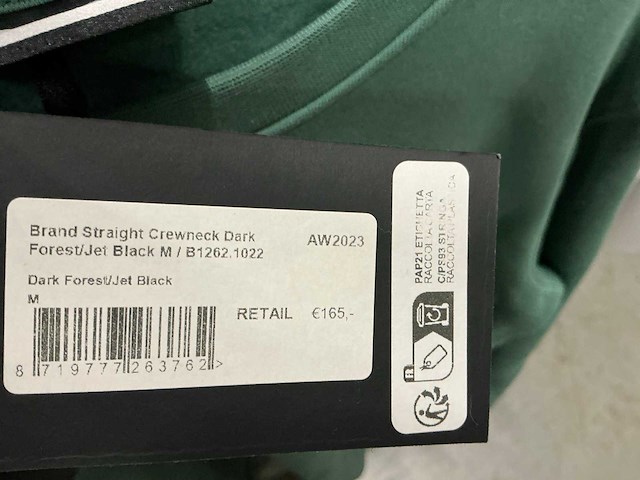 Brand Straight Crewneck Dark
Forest/Jet Black M / B1262.1022
AW2023
Dark Forest/Jet Black
M
RETAIL €165,-
8 719777 263762 >
PAP21 ETICHETTA
RACCOLTA CARTA
C/PS93 STRINGA
RACCOLTA PLASTICA